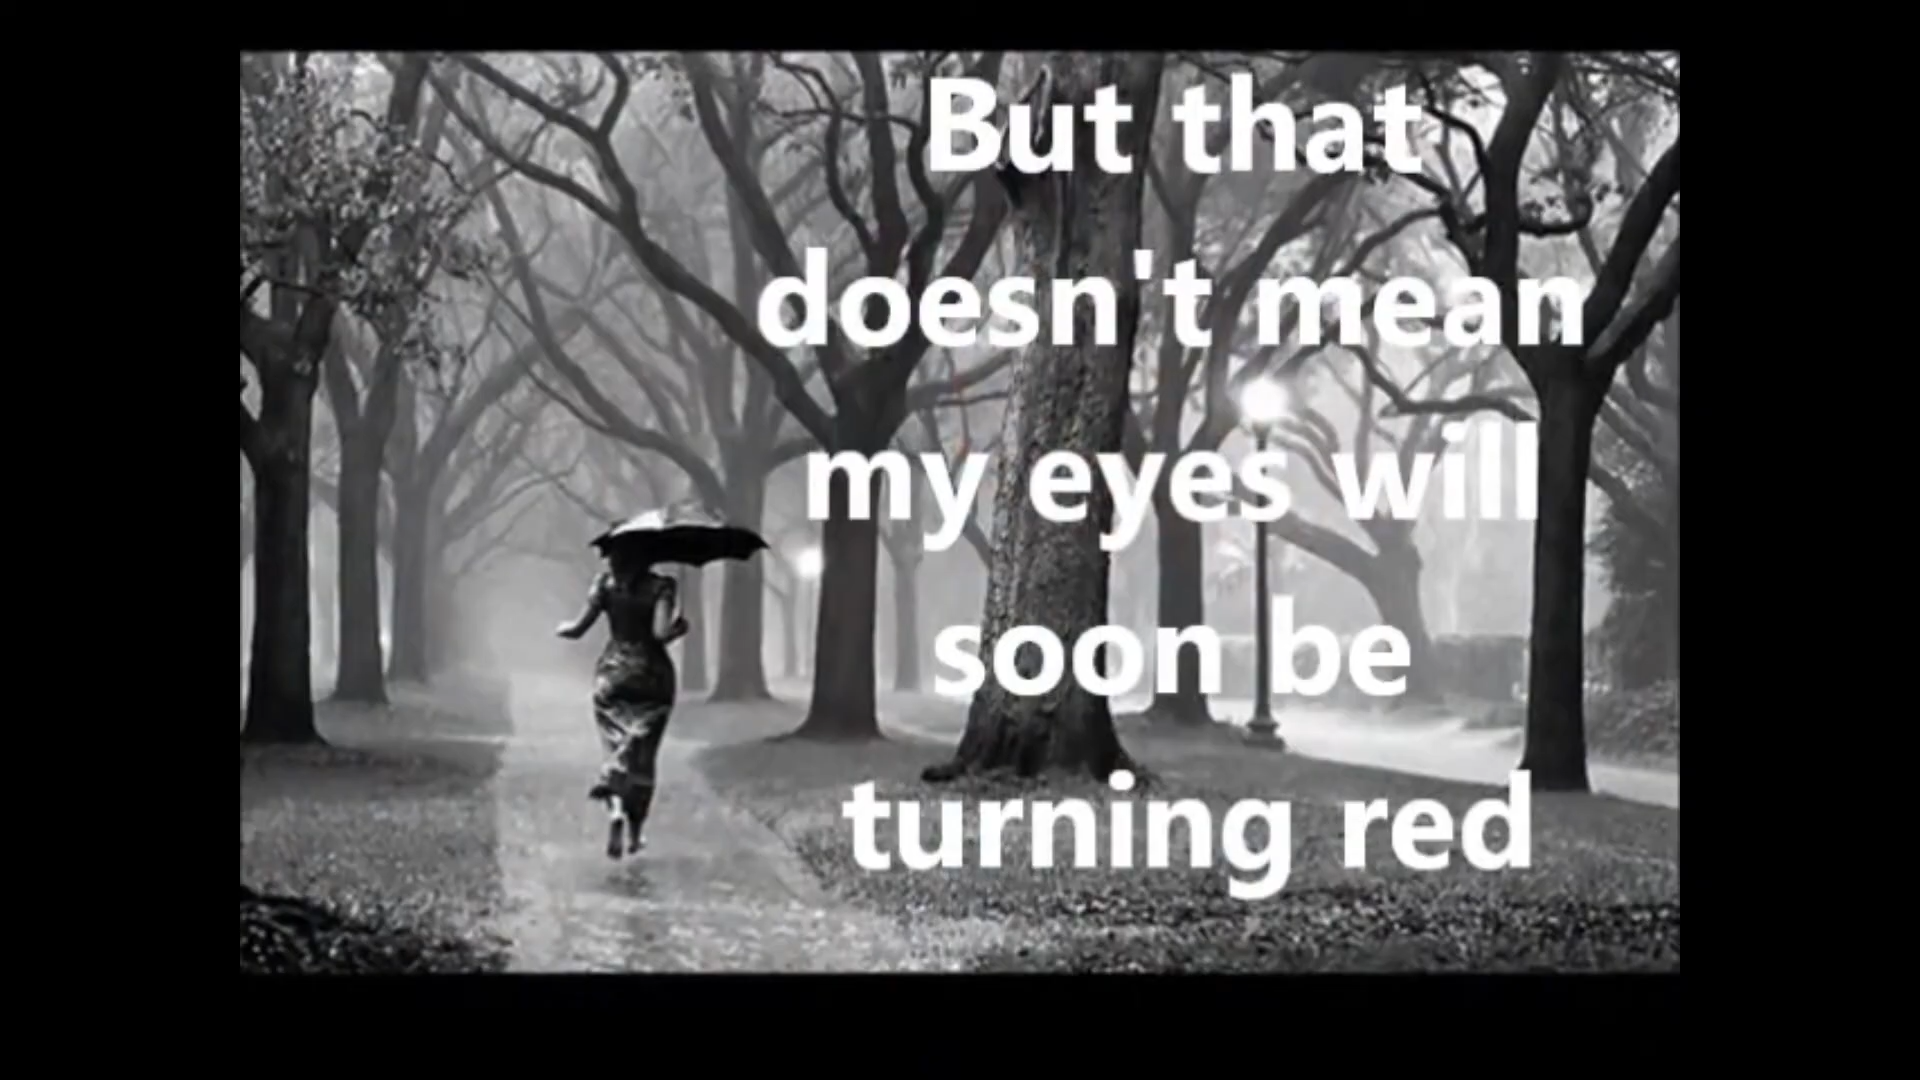 But that
doesn't mean
my eyes will
soon be
turning red